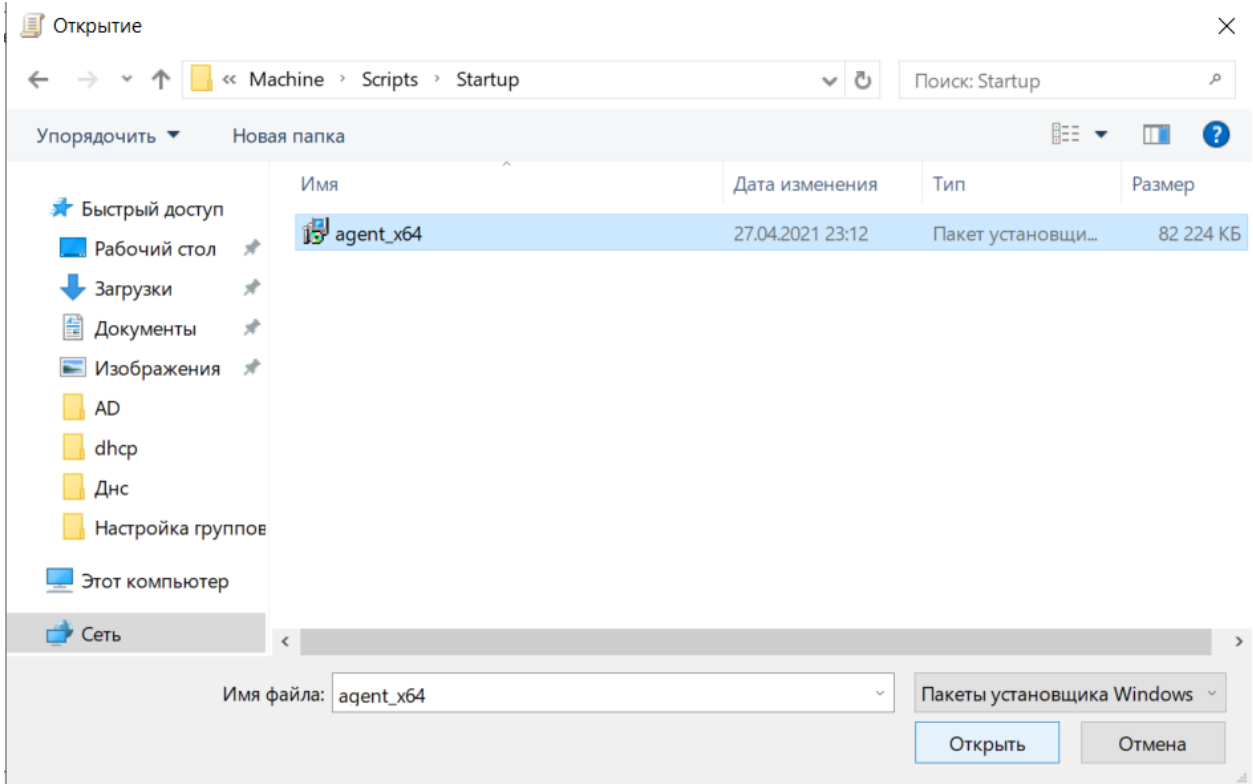 Открытие
« Machine › Scripts › Startup
Поиск: Startup
Упорядочить
Новая папка
Имя
Дата изменения
Тип
Размер
Быстрый доступ
agent_x64
27.04.2021 23:12
Пакет установщи...
82 224 КБ
Рабочий стол
Загрузки
Документы
Изображения
AD
dhcp
Днс
Настройка группов
Этот компьютер
Сеть
Имя файла:
agent_x64
Пакеты установщика Windows
Открыть
Отмена